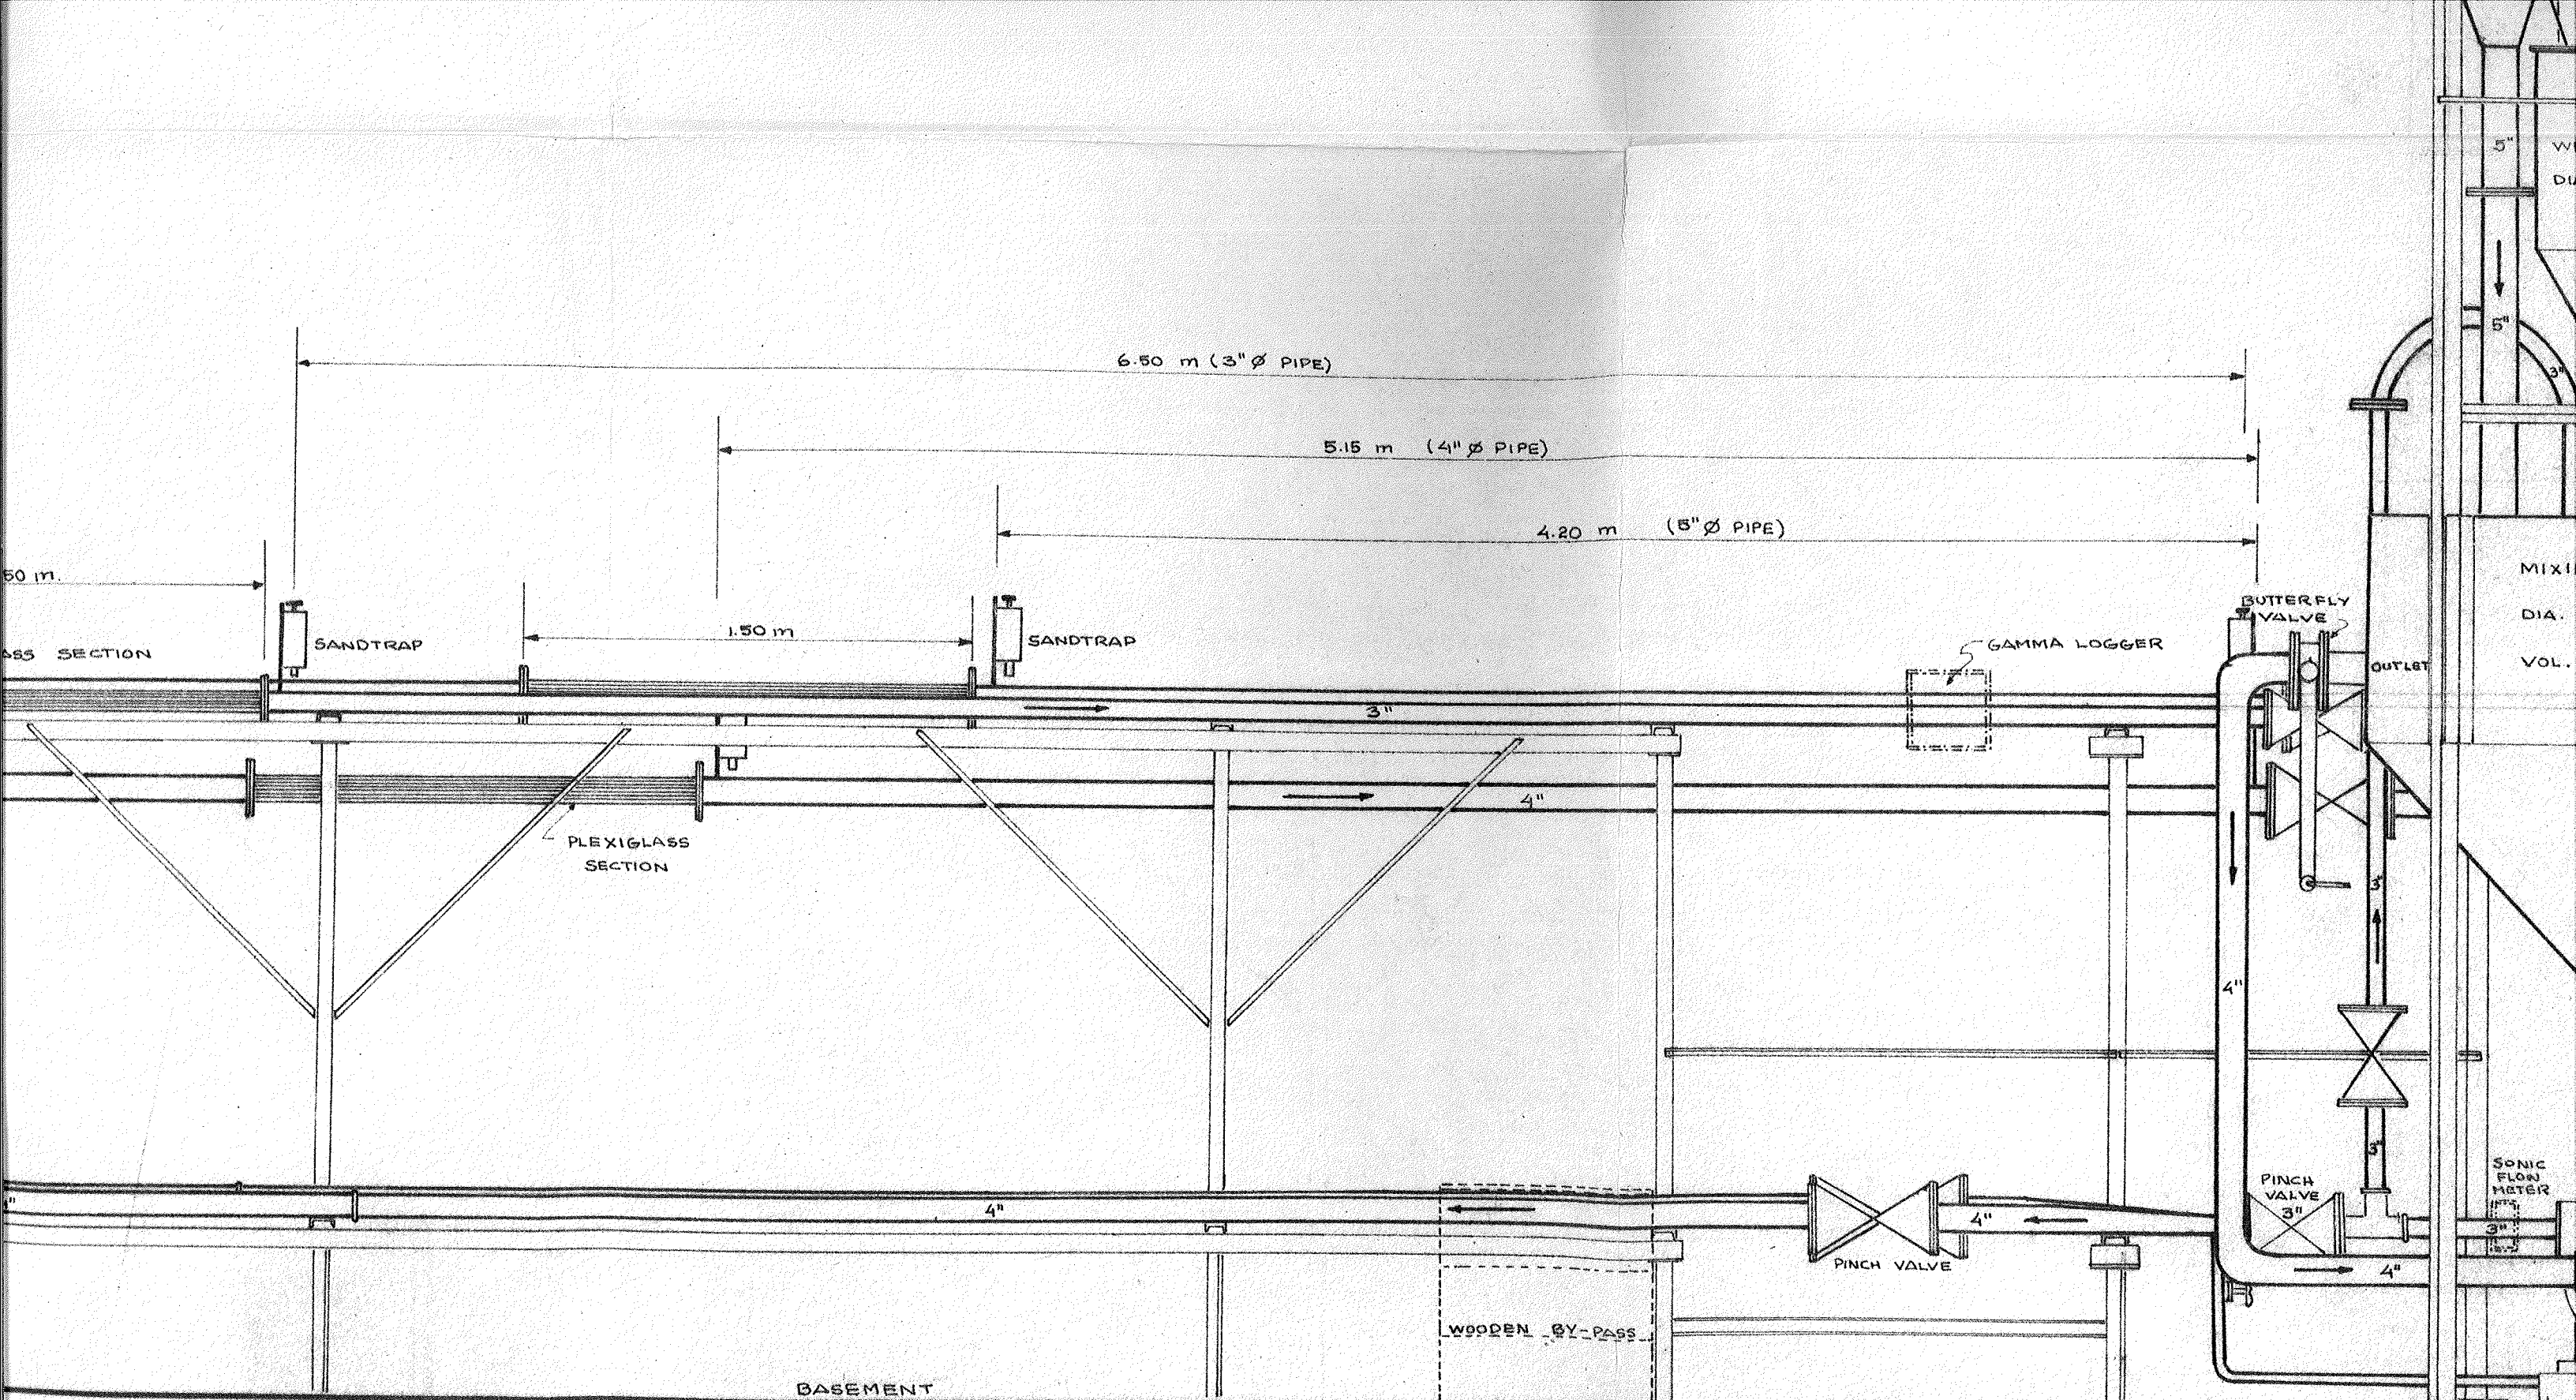 5"
5"
3"
6.50 m (3"Ø PIPE)
5.15 m (4"Ø PIPE)
4.20 m (5"Ø PIPE)
50 m.
SECTION
SANDTRAP
1.50 m
SANDTRAP
GAMMA LOGGER
BUTTERFLY
VALVE
OUTLET
DIA.
VOL.
3"
4"
PLEXIGLASS
SECTION
3"
4"
3"
SONIC
FLOW
METER
3"
PINCH
VALVE
3"
4"
4"
PINCH VALVE
4"
WOODEN BY-PASS
BASEMENT